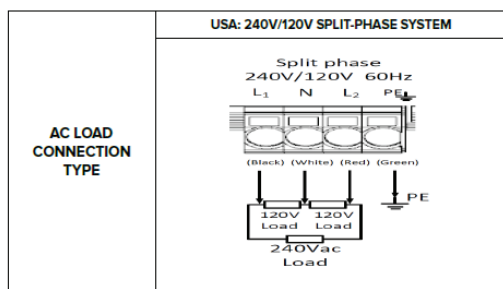 USA: 240V/120V SPLIT-PHASE SYSTEM
AC LOAD
CONNECTION
TYPE
Split phase
240V/120V 60Hz
L₁ N L₂ PE
(Black) (White) (Red) (Green)
PE
120V 120V
Load Load
240Vac
Load